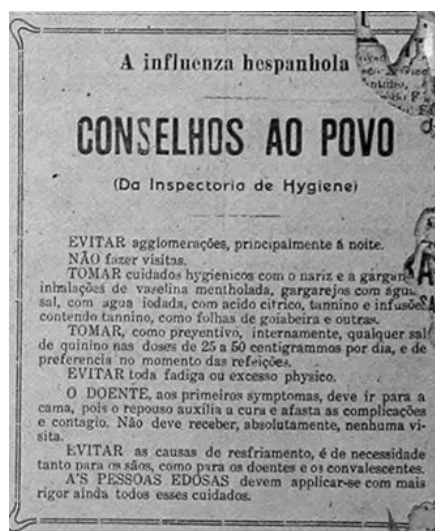 A influenza hespanhola
CONSELHOS AO POVO
(Da Inspectoria de Hygiene)
EVITAR agglomerações, principalmente á noite.
NÃO fazer visitas.
TOMAR cuidados hygienicos com o nariz e a
inhalações de vaselina mentholada, gargarejos com
sal, com agua iodada, com acido citrico, tannino e infusões
contendo tannino, como folhas de goiabeira e outras.
TOMAR, como preventivo, internamente, qualquer sal
de quinino nas doses de 25 a 50 centigrammos por dia, e de
preferencia no momento das refeições.
EVITAR toda fadiga ou excesso physico.
O DOENTE, aos primeiros symptomas, deve ir para a
cama, pois o repouso auxilia a cura e afasta as complicações
e contagio. Não deve receber, absolutamente, nenhuma vi-
sita.
EVITAR as causas de resfriamento, é de necessidade
tanto para os sãos, como para os doentes e os convalescentes.
A'S PESSOAS EDOSAS devem applicar-se com mais
rigor ainda todos esses cuidados.